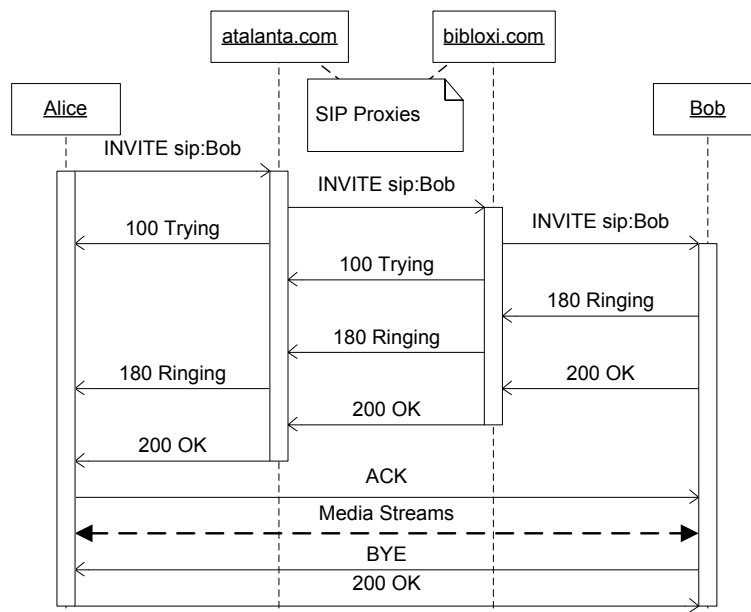 atalanta.com
bibloxi.com
Alice
SIP Proxies
Bob
INVITE sip:Bob
INVITE sip:Bob
INVITE sip:Bob
100 Trying
100 Trying
180 Ringing
180 Ringing
180 Ringing
200 OK
200 OK
200 OK
ACK
Media Streams
BYE
200 OK